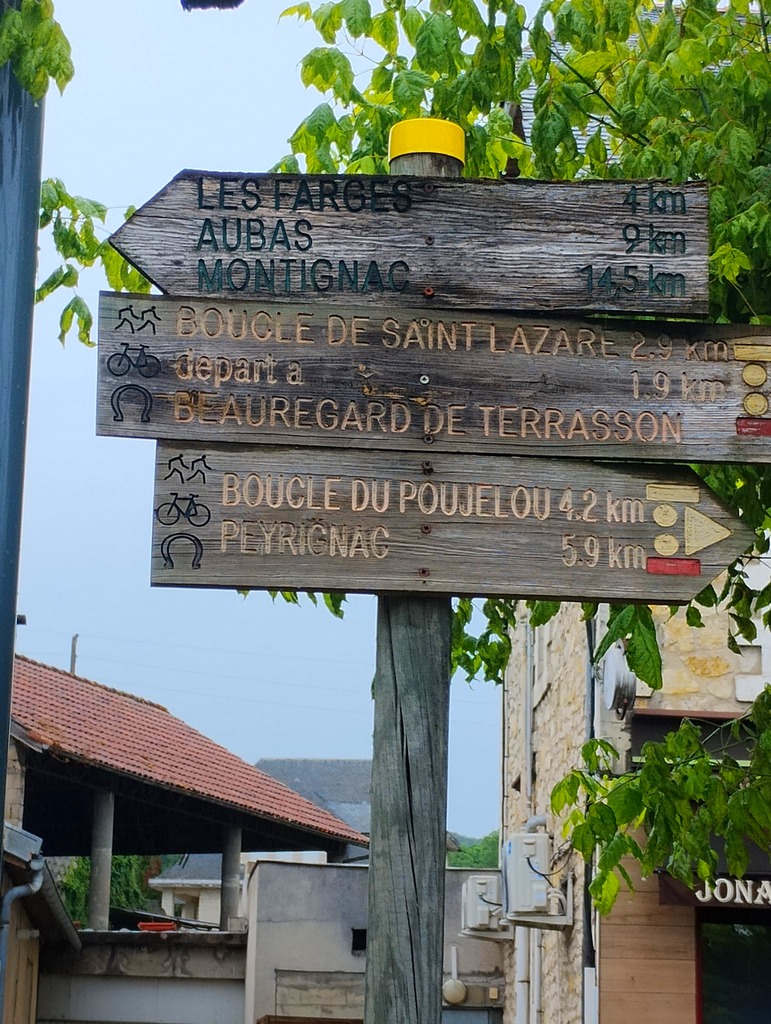 LES FARGES 4 km
AUBAS 9 km
MONTIGNAC 14,5 km
BOUCLE DE SAINT LAZARE 2.9 km
depart a 1.9 km
BEAUREGARD DE TERRASSON
BOUCLE DU POUJELOU 4.2 km
PEYRIGNAC 5.9 km
JONA